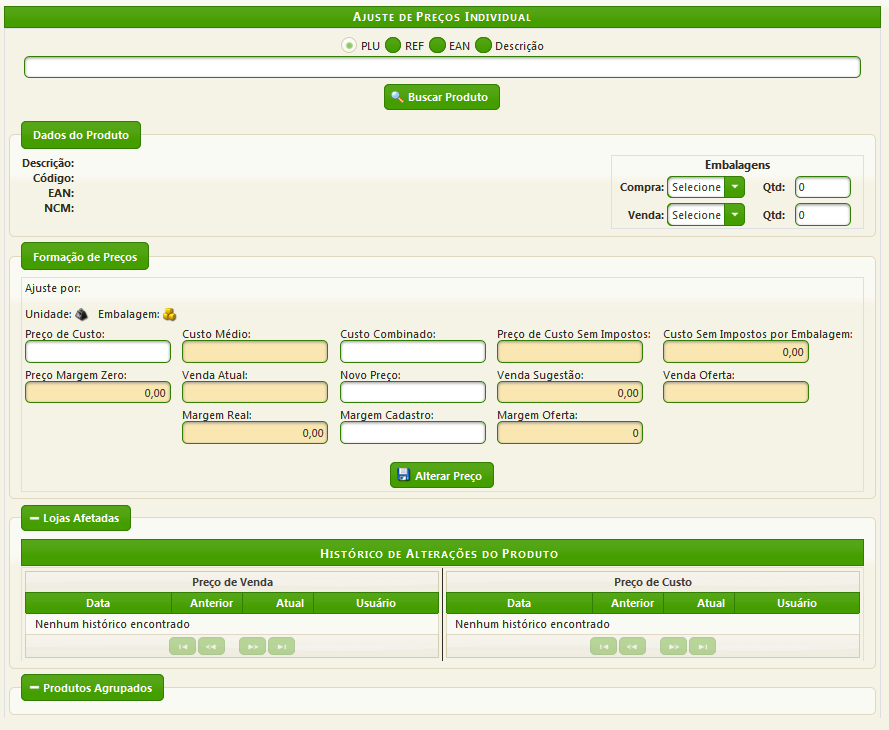 Ajuste de Preços Individual
PLU REF EAN Descrição
Buscar Produto
Dados do Produto
Descrição:
Código:
EAN:
NCM:
Embalagens
Compra: Selecione Qtd: 0
Venda: Selecione Qtd: 0
Formação de Preços
Ajuste por:
Unidade: Embalagem:
Preço de Custo: Custo Médio: Custo Combinado: Preço de Custo Sem Impostos: Custo Sem Impostos por Embalagem:
0,00
Preço Margem Zero: Venda Atual: Novo Preço: Venda Sugestão: Venda Oferta:
0,00 0,00
Margem Real: Margem Cadastro: Margem Oferta:
0,00 0
Alterar Preço
Lojas Afetadas
Histórico de Alterações do Produto
Preço de Venda Preço de Custo
Data Anterior Atual Usuário Data Anterior Atual Usuário
Nenhum histórico encontrado Nenhum histórico encontrado
Produtos Agrupados